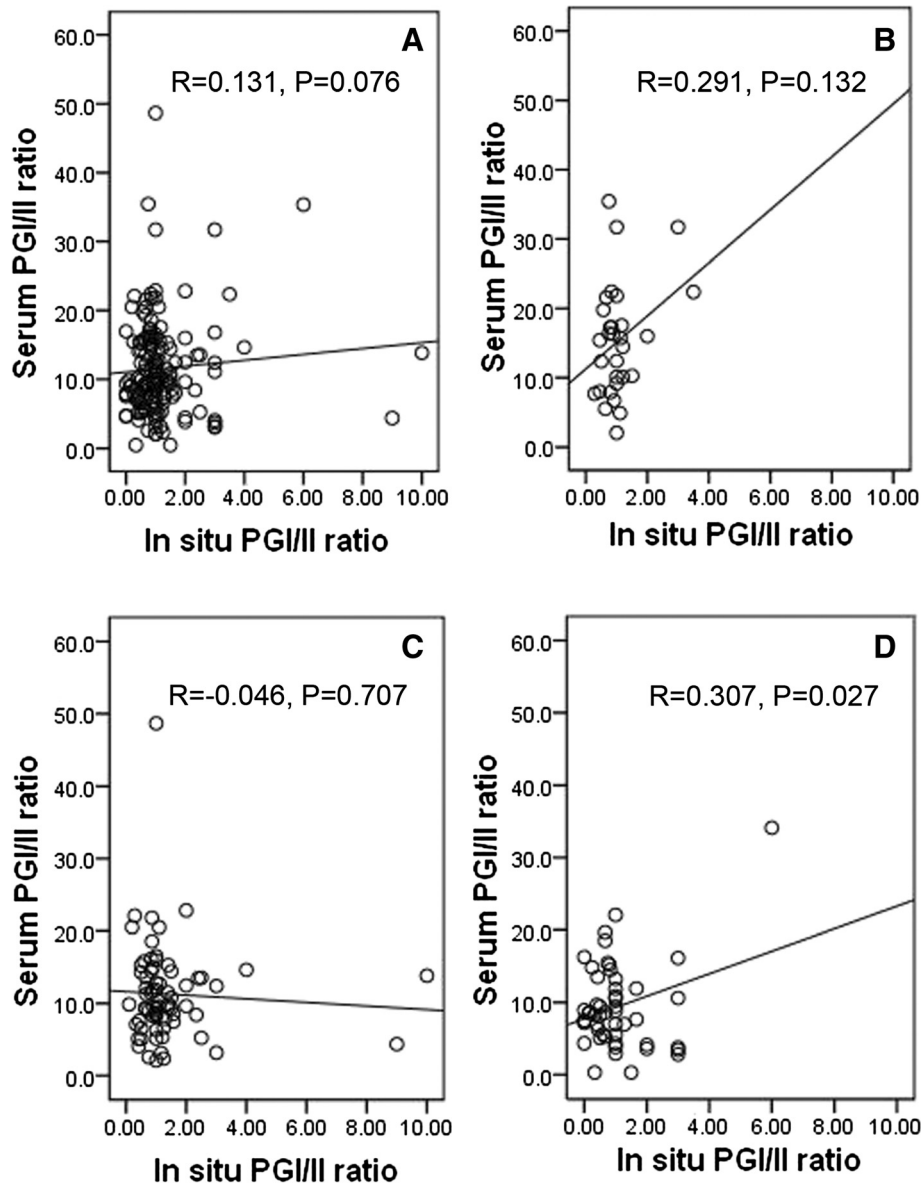 A
R=0.131, P=0.076
Serum PGI/II ratio
60.0
50.0
40.0
30.0
20.0
10.0
0.0
0.00 2.00 4.00 6.00 8.00 10.00
In situ PGI/II ratio
B
R=0.291, P=0.132
Serum PGI/II ratio
60.0
50.0
40.0
30.0
20.0
10.0
0.0
0.00 2.00 4.00 6.00 8.00 10.00
In situ PGI/II ratio
C
R=-0.046, P=0.707
Serum PGI/II ratio
60.0
50.0
40.0
30.0
20.0
10.0
0.0
0.00 2.00 4.00 6.00 8.00 10.00
In situ PGI/II ratio
D
R=0.307, P=0.027
Serum PGI/II ratio
60.0
50.0
40.0
30.0
20.0
10.0
0.0
0.00 2.00 4.00 6.00 8.00 10.00
In situ PGI/II ratio